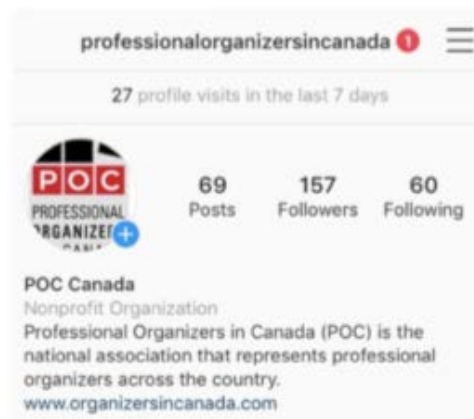 professionalorganizersincanada 1
27 profile visits in the last 7 days
POC
PROFESSIONAL
69 157 60
Posts Followers Following
POC Canada
Nonprofit Organization
Professional Organizers in Canada (POC) is the
national association that represents professional
organizers across the country.
www.organizersincanada.com